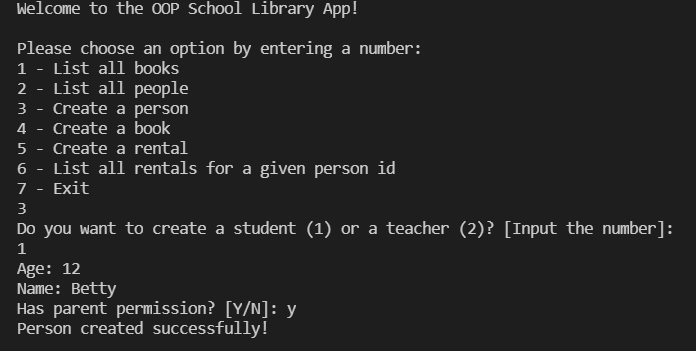 Welcome to the OOP School Library App!
Please choose an option by entering a number:
1 - List all books
2 - List all people
3 - Create a person
4 - Create a book
5 - Create a rental
6 - List all rentals for a given person id
7 - Exit
3
Do you want to create a student (1) or a teacher (2)? [Input the number]:
1
Age: 12
Name: Betty
Has parent permission? [Y/N]: y
Person created successfully!